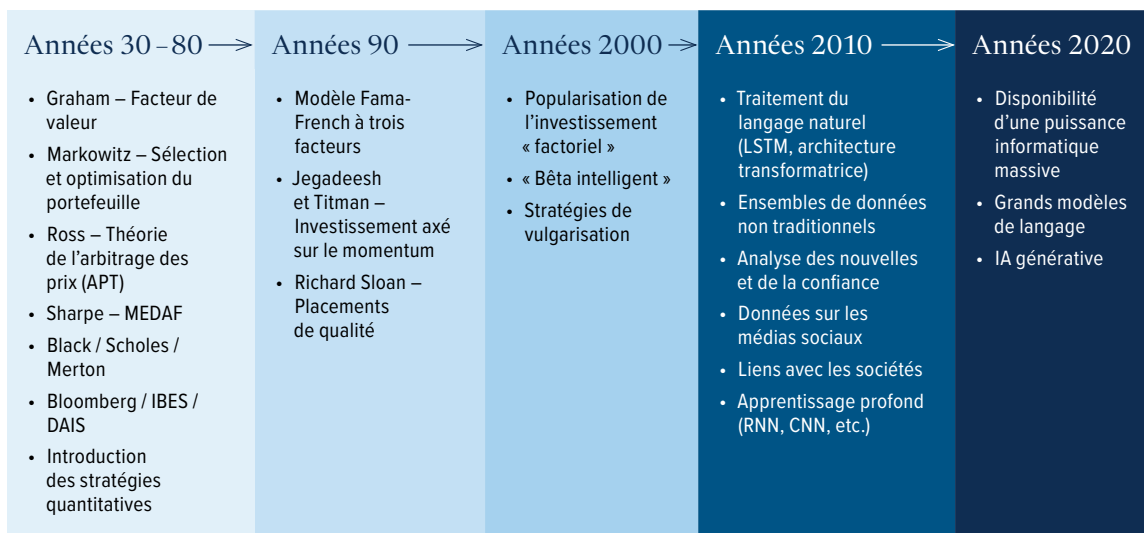 Années 30–80
• Graham – Facteur de
valeur
• Markowitz – Sélection
et optimisation du
portefeuille
• Ross – Théorie
de l'arbitrage des
prix (APT)
• Sharpe – MEDAF
• Black / Scholes /
Merton
• Bloomberg / IBES /
DAIS
• Introduction
des stratégies
quantitatives
Années 90
• Modèle Fama-
French à trois
facteurs
• Jegadeesh
et Titman –
Investissement axé
sur le momentum
• Richard Sloan –
Placements
de qualité
Années 2000
• Popularisation de
l'investissement
« factoriel »
• « Bêta intelligent »
• Stratégies de
vulgarisation
Années 2010
• Traitement du
langage naturel
(LSTM, architecture
transformatrice)
• Ensembles de données
non traditionnels
• Analyse des nouvelles
et de la confiance
• Données sur les
médias sociaux
• Liens avec les sociétés
• Apprentissage profond
(RNN, CNN, etc.)
Années 2020
• Disponibilité
d'une puissance
informatique
massive
• Grands modèles
de langage
• IA générative